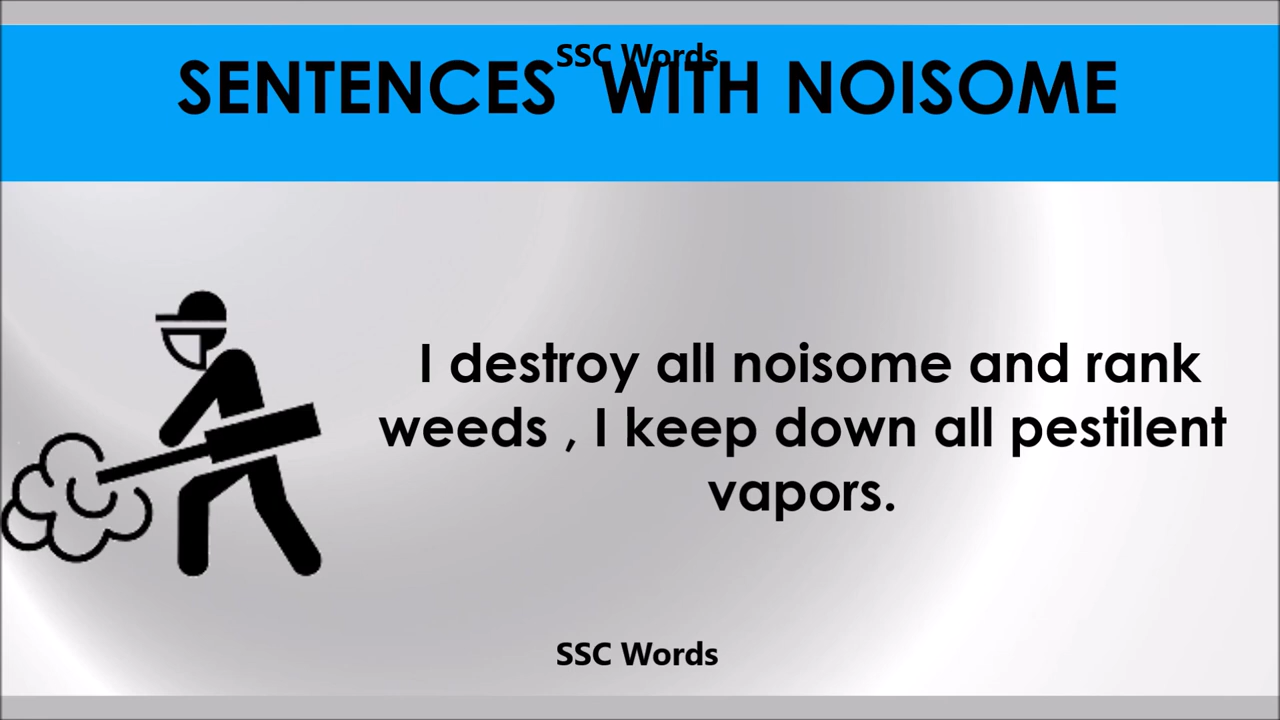 SSC Words
SENTENCES WITH NOISOME
I destroy all noisome and rank
weeds , I keep down all pestilent
vapors.
SSC Words